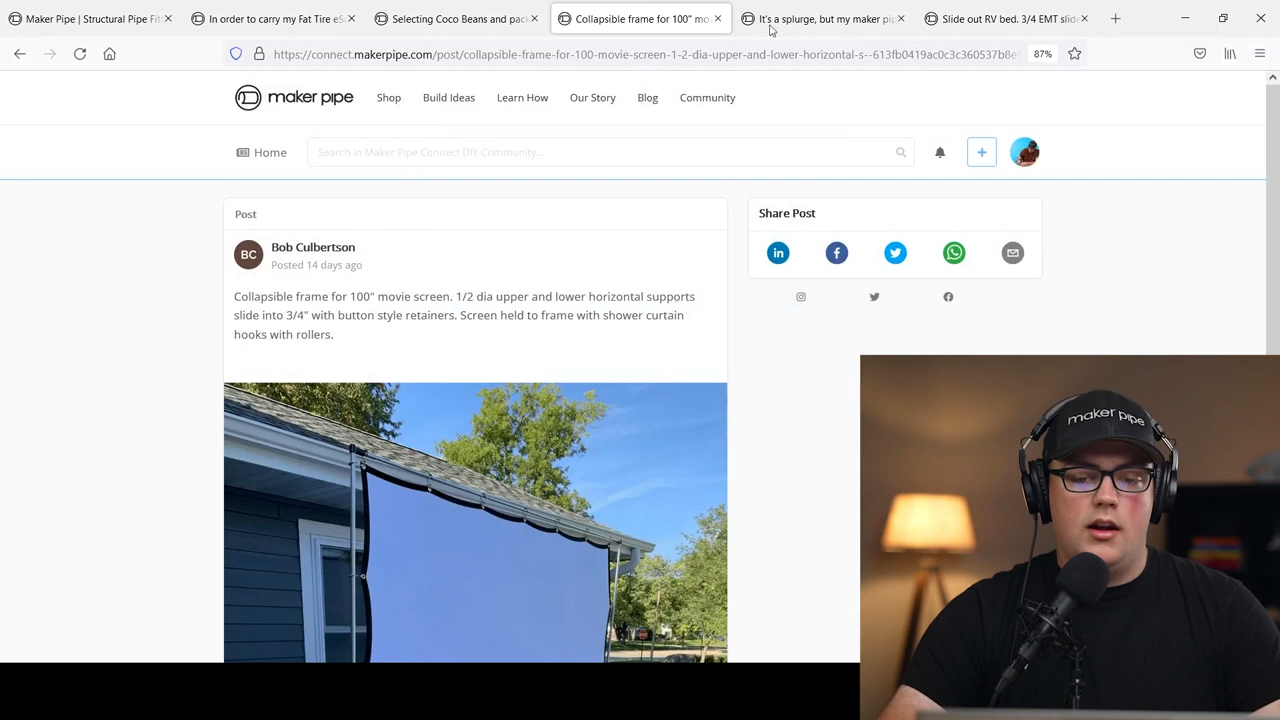 Maker Pipe | Structural Pipe Fit
In order to carry my Fat Tire eS
Selecting Coco Beans and pac
Collapsible frame for 100" mo
It's a splurge, but my maker pi
Slide out RV bed. 3/4 EMT slide
https://connect.makerpipe.com/post/collapsible-frame-for-100-movie-screen-1-2-dia-upper-and-lower-horizontal-s--613fb0419ac0c3c360537b8e
87%
maker pipe
Shop
Build Ideas
Learn How
Our Story
Blog
Community
Home
Search in Maker Pipe Connect DIY Community...
Post
BC
Bob Culbertson
Posted 14 days ago
Collapsible frame for 100" movie screen. 1/2 dia upper and lower horizontal supports
slide into 3/4" with button style retainers. Screen held to frame with shower curtain
hooks with rollers.
Share Post
maker pipe